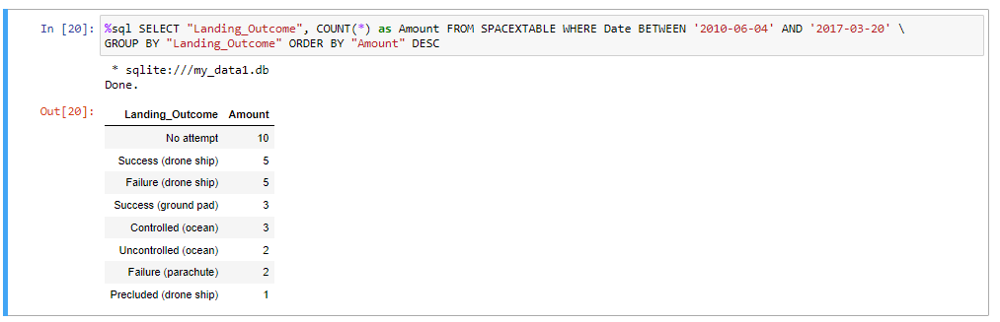 In [20]: %sql SELECT "Landing_Outcome", COUNT(*) as Amount FROM SPACEXTABLE WHERE Date BETWEEN '2010-06-04' AND '2017-03-20' \
GROUP BY "Landing_Outcome" ORDER BY "Amount" DESC
* sqlite:///my_data1.db
Done.
Out[20]: Landing_Outcome Amount
No attempt 10
Success (drone ship) 5
Failure (drone ship) 5
Success (ground pad) 3
Controlled (ocean) 3
Uncontrolled (ocean) 2
Failure (parachute) 2
Precluded (drone ship) 1